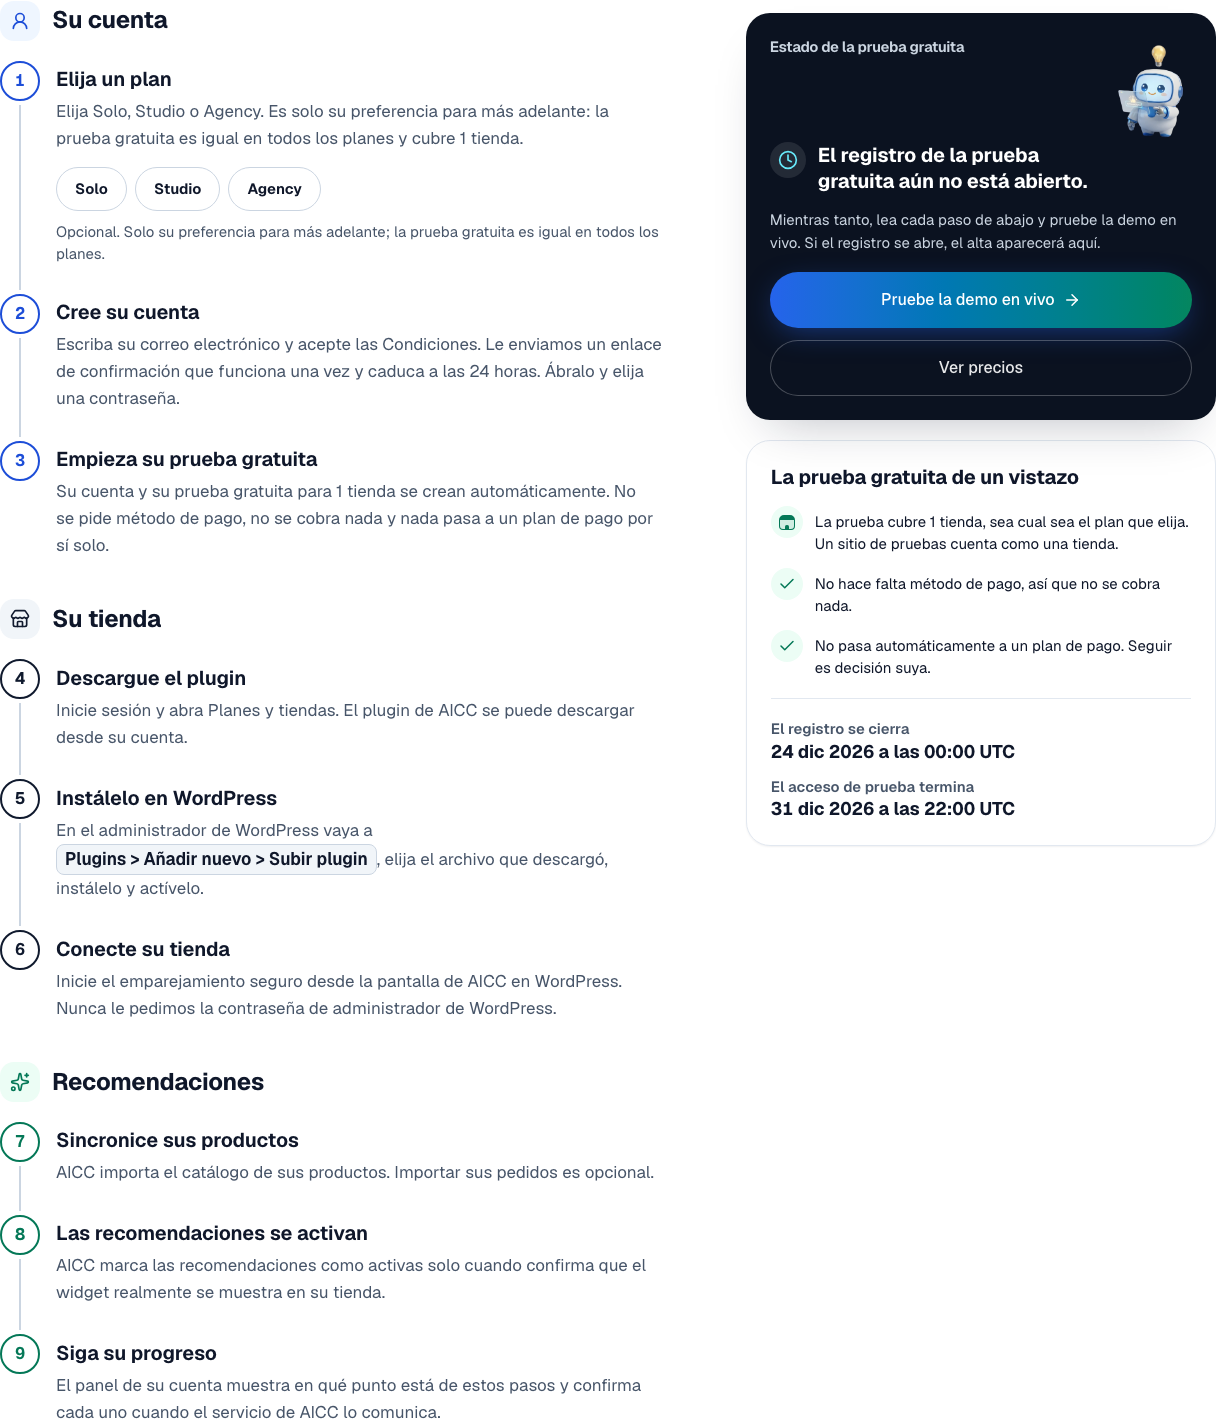 Su cuenta
1
Elija un plan
Elija Solo, Studio o Agency. Es solo su preferencia para más adelante: la
prueba gratuita es igual en todos los planes y cubre 1 tienda.
Solo
Studio
Agency
Opcional. Solo su preferencia para más adelante; la prueba gratuita es igual en todos los
planes.
2
Cree su cuenta
Escriba su correo electrónico y acepte las Condiciones. Le enviamos un enlace
de confirmación que funciona una vez y caduca a las 24 horas. Ábralo y elija
una contraseña.
3
Empieza su prueba gratuita
Su cuenta y su prueba gratuita para 1 tienda se crean automáticamente. No
se pide método de pago, no se cobra nada y nada pasa a un plan de pago por
sí solo.
Su tienda
4
Descargue el plugin
Inicie sesión y abra Planes y tiendas. El plugin de AICC se puede descargar
desde su cuenta.
5
Instálelo en WordPress
En el administrador de WordPress vaya a
Plugins > Añadir nuevo > Subir plugin, elija el archivo que descargó,
instálelo y actívelo.
6
Conecte su tienda
Inicie el emparejamiento seguro desde la pantalla de AICC en WordPress.
Nunca le pedimos la contraseña de administrador de WordPress.
Recomendaciones
7
Sincronice sus productos
AICC importa el catálogo de sus productos. Importar sus pedidos es opcional.
8
Las recomendaciones se activan
AICC marca las recomendaciones como activas solo cuando confirma que el
widget realmente se muestra en su tienda.
9
Siga su progreso
El panel de su cuenta muestra en qué punto está de estos pasos y confirma
cada uno cuando el servicio de AICC lo comunica.
Estado de la prueba gratuita
El registro de la prueba
gratuita aún no está abierto.
Mientras tanto, lea cada paso de abajo y pruebe la demo en
vivo. Si el registro se abre, el alta aparecerá aquí.
Pruebe la demo en vivo →
Ver precios
La prueba gratuita de un vistazo
La prueba cubre 1 tienda, sea cual sea el plan que elija.
Un sitio de pruebas cuenta como una tienda.
No hace falta método de pago, así que no se cobra
nada.
No pasa automáticamente a un plan de pago. Seguir
es decisión suya.
El registro se cierra
24 dic 2026 a las 00:00 UTC
El acceso de prueba termina
31 dic 2026 a las 22:00 UTC